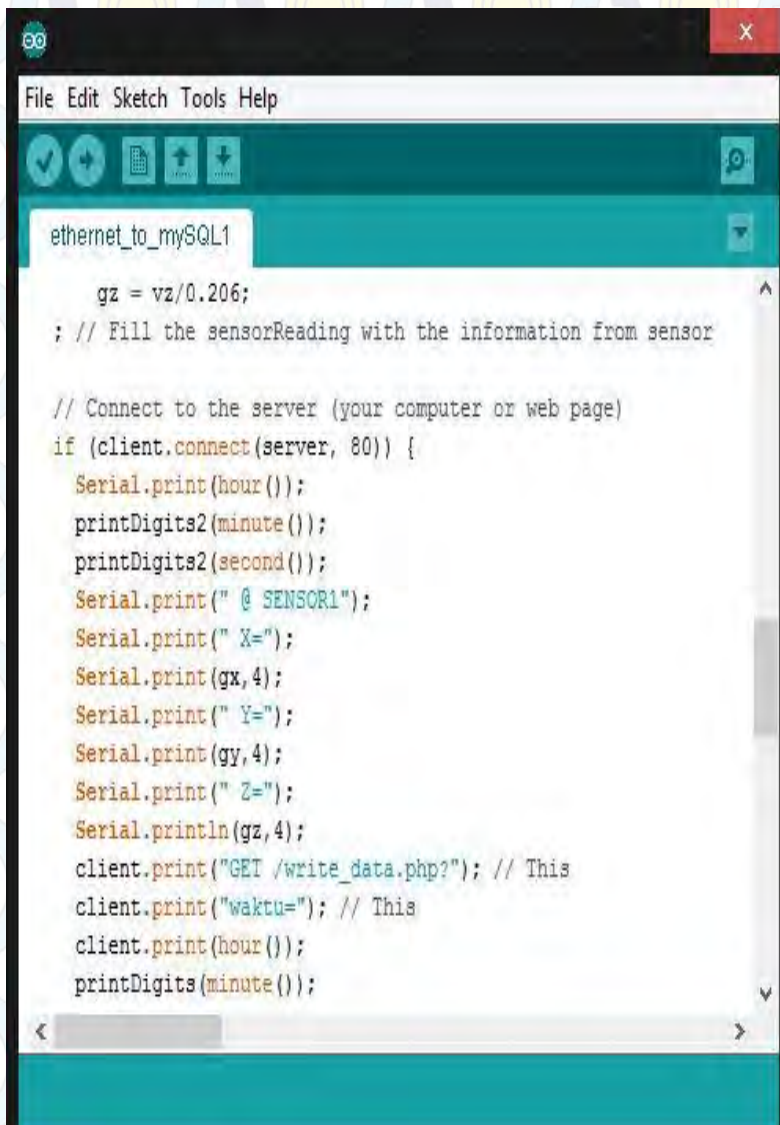 X
File Edit Sketch Tools Help
ethernet_to_mySQL1
gz = vz/0.206;
; // Fill the sensorReading with the information from sensor
// Connect to the server (your computer or web page)
if (client.connect(server, 80)) {
Serial.print(hour());
printDigits2(minute());
printDigits2(second());
Serial.print(" @ SENSOR1");
Serial.print(" X=");
Serial.print(gx,4);
Serial.print(" Y=");
Serial.print(gy,4);
Serial.print(" Z=");
Serial.println(gz,4);
client.print("GET /write_data.php?"); // This
client.print("waktu="); // This
client.print(hour());
printDigits(minute());